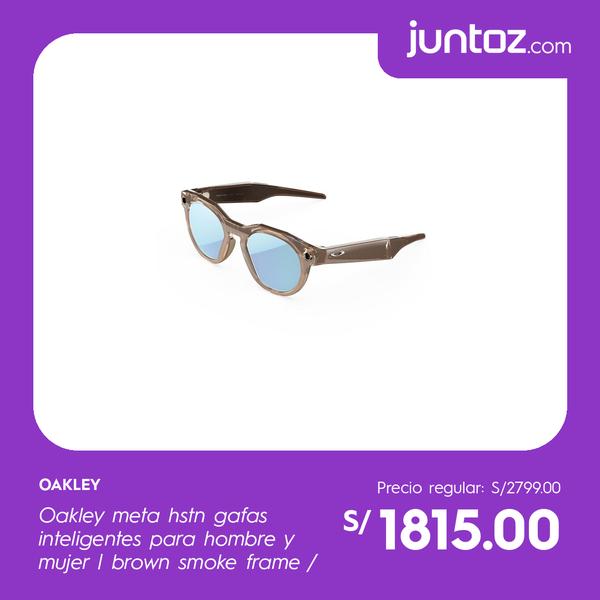 juntoz.com
OAKLEY
Oakley meta hstn gafas
inteligentes para hombre y
mujer | brown smoke frame /
Precio regular: S/2799.00
S/ 1815.00